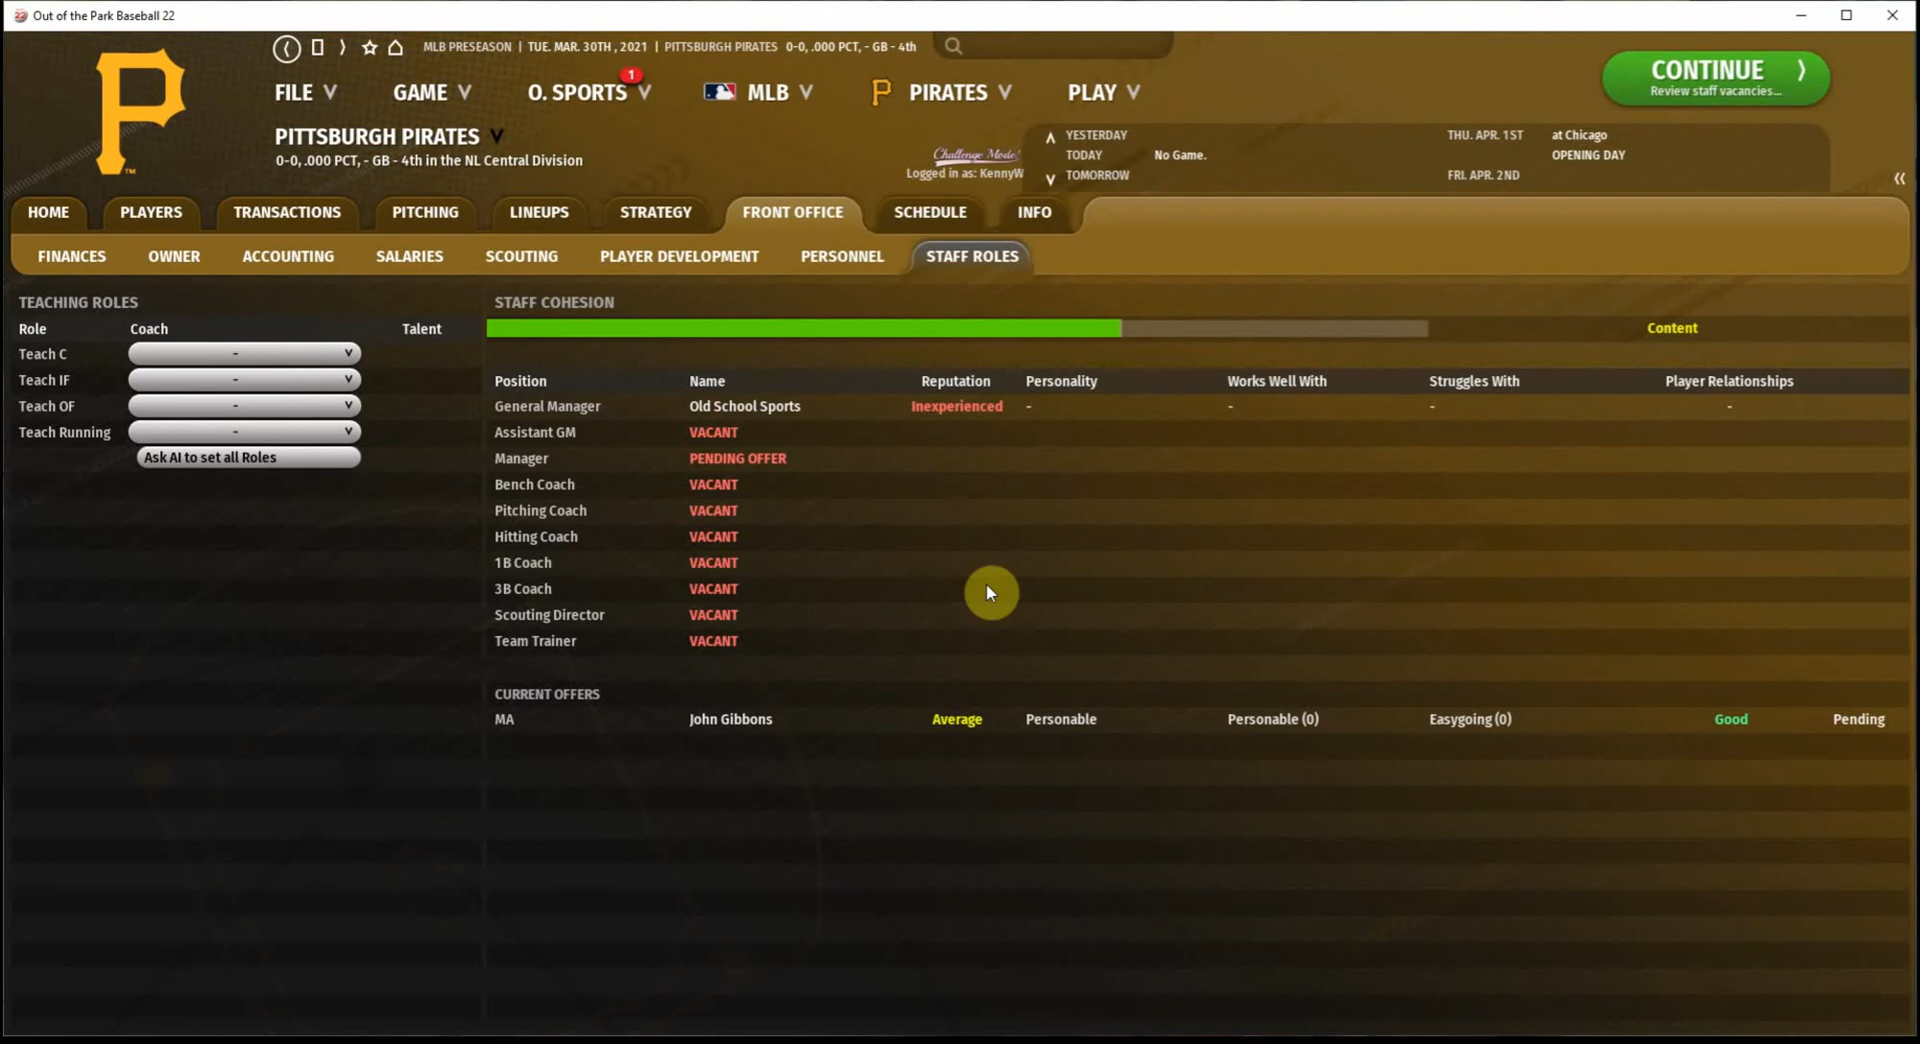 Out of the Park Baseball 22
MLB PRESEASON | TUE. MAR. 30TH , 2021 | PITTSBURGH PIRATES 0-0, .000 PCT, - GB - 4th
FILE GAME O. SPORTS 1 MLB PIRATES PLAY
CONTINUE
Review staff vacancies...
PITTSBURGH PIRATES
0-0, .000 PCT, - GB - 4th in the NL Central Division
Challenge Mode!
Logged in as: KennyW
YESTERDAY THU. APR. 1ST at Chicago
TODAY No Game. OPENING DAY
TOMORROW FRI. APR. 2ND
HOME PLAYERS TRANSACTIONS PITCHING LINEUPS STRATEGY FRONT OFFICE SCHEDULE INFO
FINANCES OWNER ACCOUNTING SALARIES SCOUTING PLAYER DEVELOPMENT PERSONNEL STAFF ROLES
TEACHING ROLES
Role Coach Talent
Teach C -
Teach IF -
Teach OF -
Teach Running -
Ask AI to set all Roles
STAFF COHESION
Content
Position Name Reputation Personality Works Well With Struggles With Player Relationships
General Manager Old School Sports Inexperienced - - - -
Assistant GM VACANT
Manager PENDING OFFER
Bench Coach VACANT
Pitching Coach VACANT
Hitting Coach VACANT
1B Coach VACANT
3B Coach VACANT
Scouting Director VACANT
Team Trainer VACANT
CURRENT OFFERS
MA John Gibbons Average Personable Personable (0) Easygoing (0) Good Pending